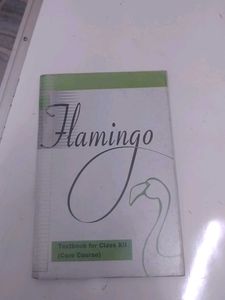 Flamingo
Textbook for Class XII
(Core Course)